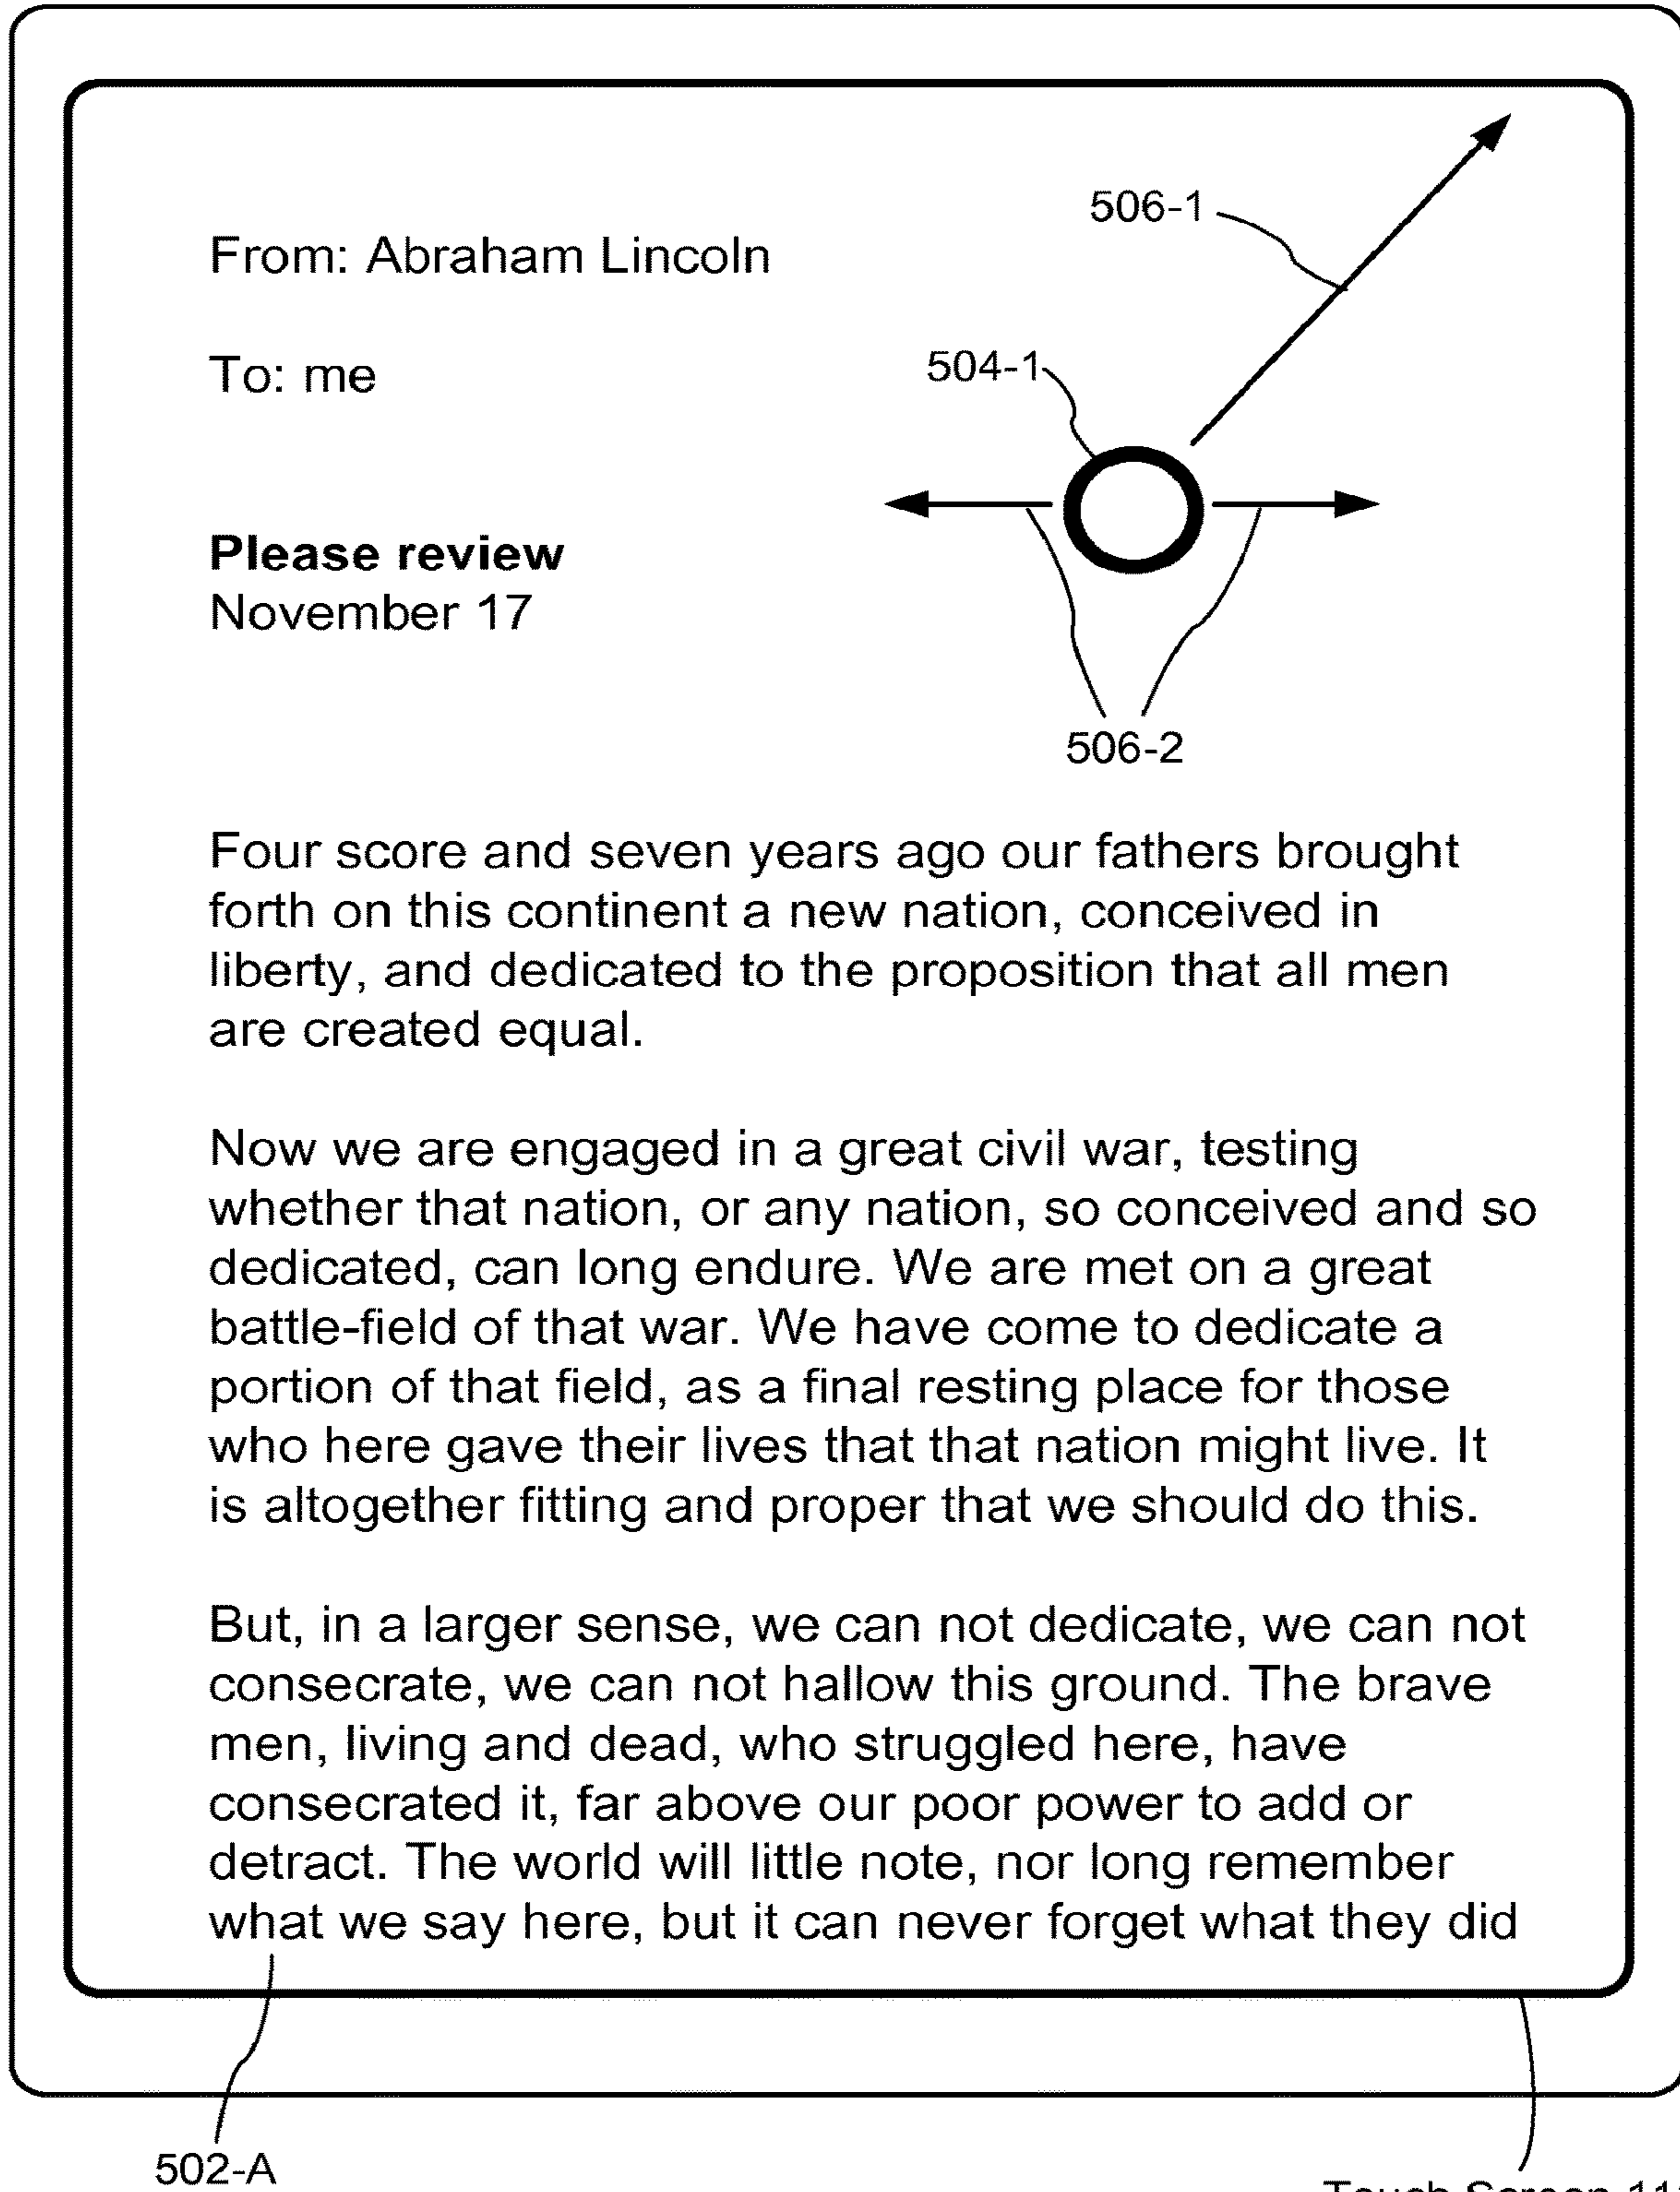 506-1
From: Abraham Lincoln
504-1
To: me
Please review
November 17
506-2
Four score and seven years ago our fathers brought
forth on this continent a new nation, conceived in
liberty, and dedicated to the proposition that all men
are created equal.
Now we are engaged in a great civil war, testing
whether that nation, or any nation, so conceived and so
dedicated, can long endure. We are met on a great
battle-field of that war. We have come to dedicate a
portion of that field, as a final resting place for those
who here gave their lives that that nation might live. It
is altogether fitting and proper that we should do this.
But, in a larger sense, we can not dedicate, we can not
consecrate, we can not hallow this ground. The brave
men, living and dead, who struggled here, have
consecrated it, far above our poor power to add or
detract. The world will little note, nor long remember
what we say here, but it can never forget what they did
502-A
Touch Screen